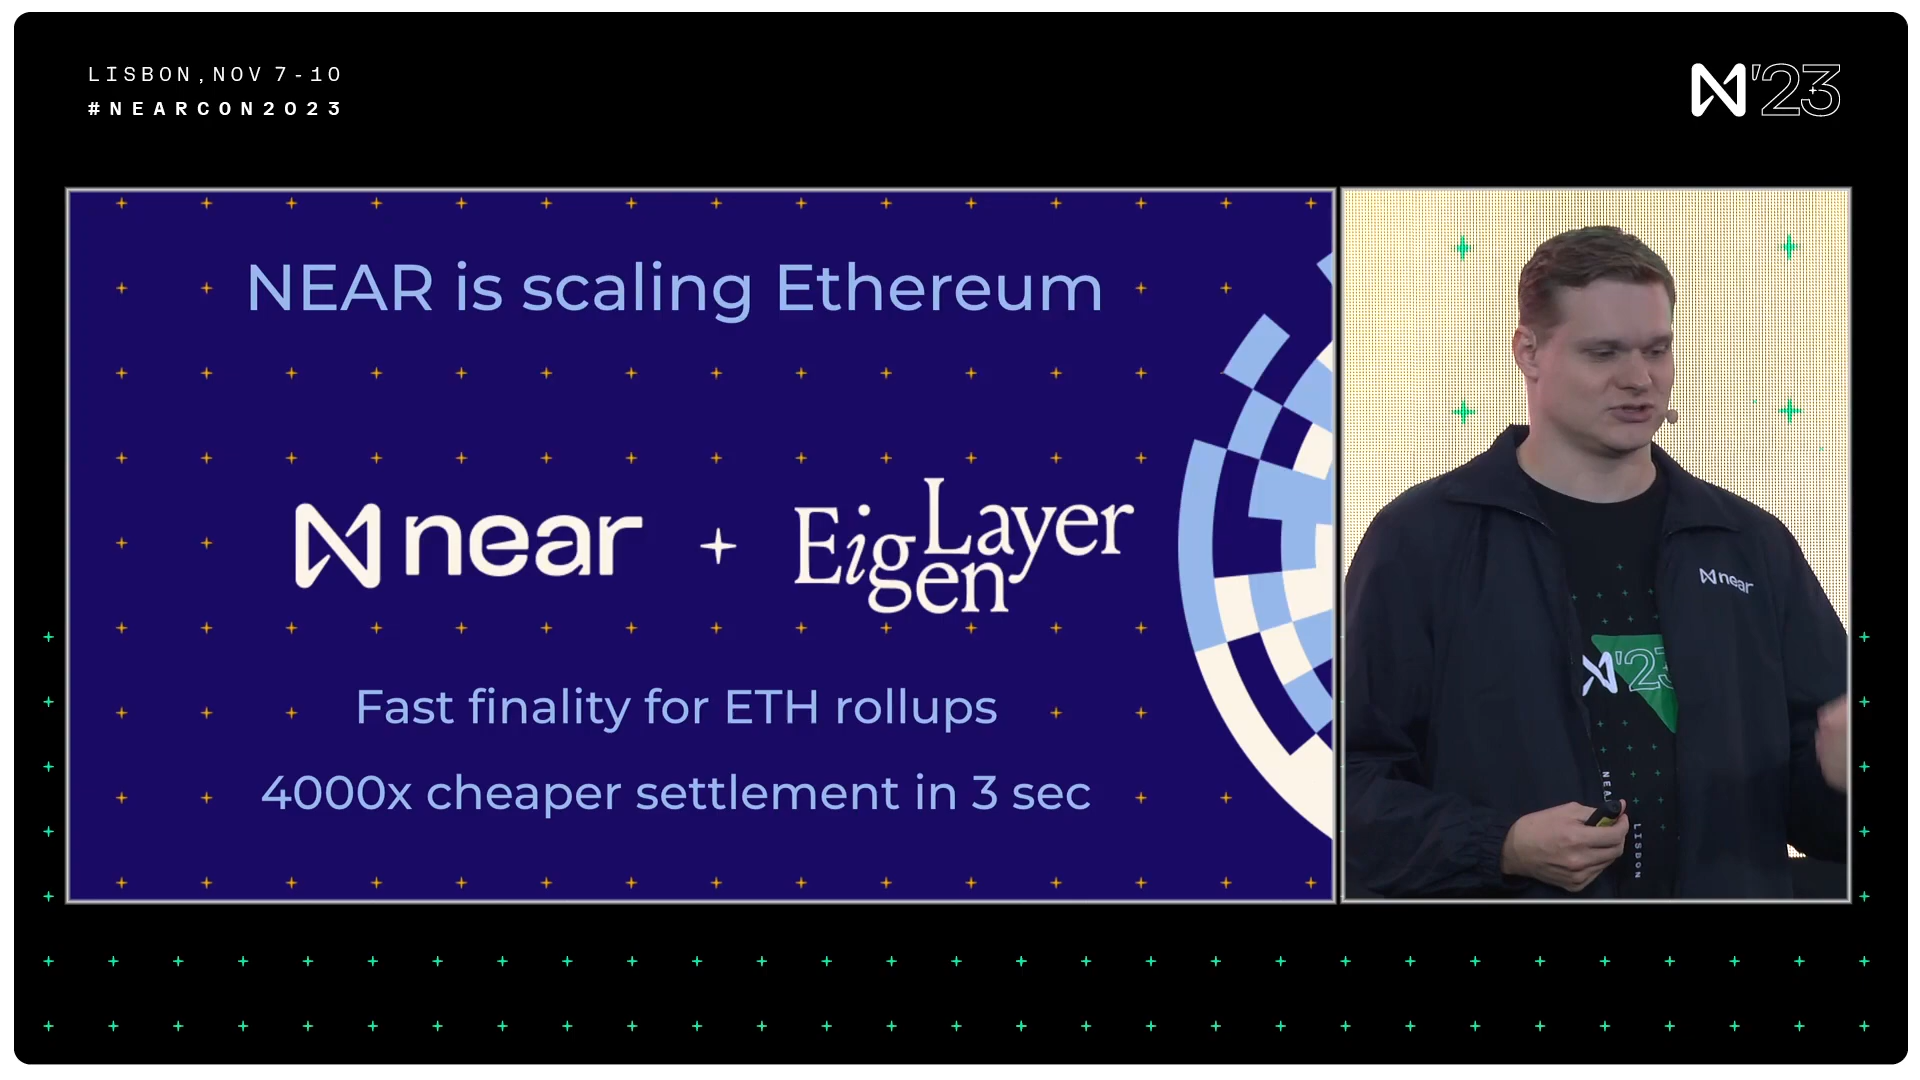 LISBON, NOV 7-10
#NEARCON2023
N'23
NEAR is scaling Ethereum
near + EigenLayer
Fast finality for ETH rollups
4000x cheaper settlement in 3 sec
near
N'23
LISBON